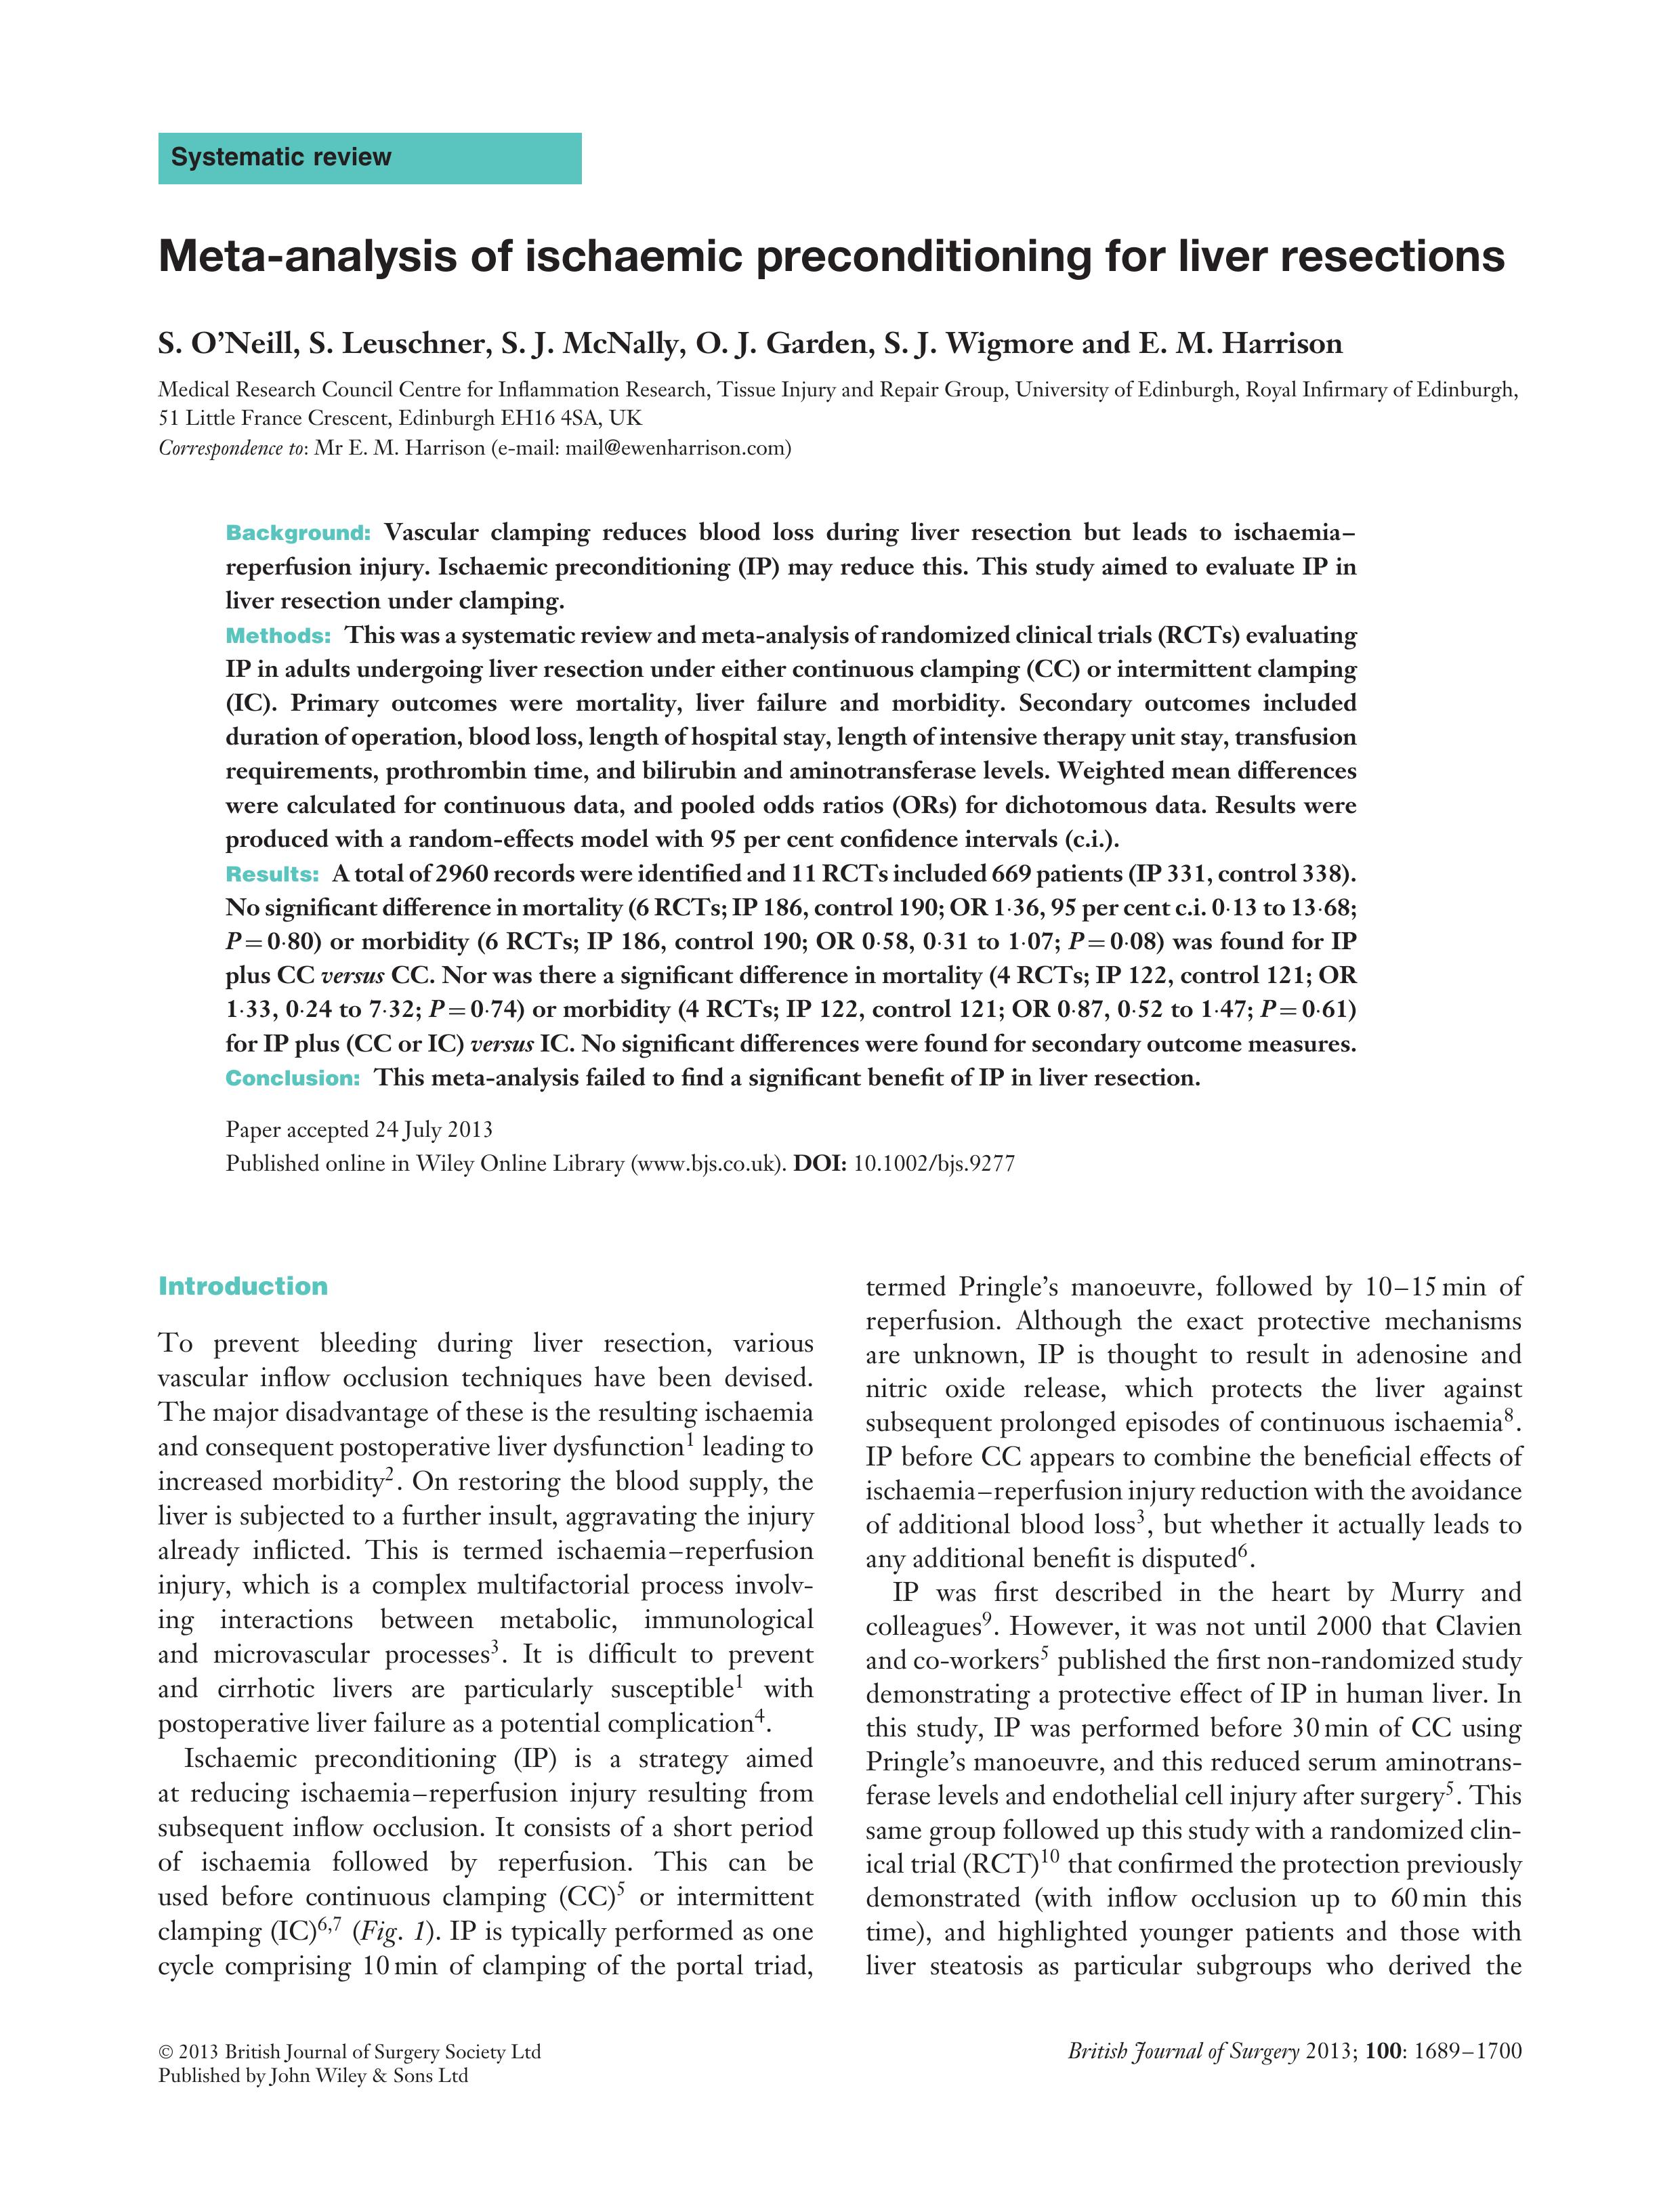 Systematic review
Meta-analysis of ischaemic preconditioning for liver resections
S. O’Neill, S. Leuschner, S. J. McNally, O. J. Garden, S. J. Wigmore and E. M. Harrison
Medical Research Council Centre for Inflammation Research, Tissue Injury and Repair Group, University of Edinburgh, Royal Infirmary of Edinburgh,
51 Little France Crescent, Edinburgh EH16 4SA, UK
Correspondence to: Mr E. M. Harrison (e-mail: mail@ewenharrison.com)
Background: Vascular clamping reduces blood loss during liver resection but leads to ischaemia–
reperfusion injury. Ischaemic preconditioning (IP) may reduce this. This study aimed to evaluate IP in
liver resection under clamping.
Methods: This was a systematic review and meta-analysis of randomized clinical trials (RCTs) evaluating
IP in adults undergoing liver resection under either continuous clamping (CC) or intermittent clamping
(IC). Primary outcomes were mortality, liver failure and morbidity. Secondary outcomes included
duration of operation, blood loss, length of hospital stay, length of intensive therapy unit stay, transfusion
requirements, prothrombin time, and bilirubin and aminotransferase levels. Weighted mean differences
were calculated for continuous data, and pooled odds ratios (ORs) for dichotomous data. Results were
produced with a random-effects model with 95 per cent confidence intervals (c.i.).
Results: A total of 2960 records were identified and 11 RCTs included 669 patients (IP 331, control 338).
No significant difference in mortality (6 RCTs; IP 186, control 190; OR 1·36, 95 per cent c.i. 0·13 to 13·68;
P = 0·80) or morbidity (6 RCTs; IP 186, control 190; OR 0·58, 0·31 to 1·07; P = 0·08) was found for IP
plus CC versus CC. Nor was there a significant difference in mortality (4 RCTs; IP 122, control 121; OR
1·33, 0·24 to 7·32; P = 0·74) or morbidity (4 RCTs; IP 122, control 121; OR 0·87, 0·52 to 1·47; P = 0·61)
for IP plus (CC or IC) versus IC. No significant differences were found for secondary outcome measures.
Conclusion: This meta-analysis failed to find a significant benefit of IP in liver resection.
Paper accepted 24 July 2013
Published online in Wiley Online Library (www.bjs.co.uk). DOI: 10.1002/bjs.9277
Introduction
To prevent bleeding during liver resection, various
vascular inflow occlusion techniques have been devised.
The major disadvantage of these is the resulting ischaemia
and consequent postoperative liver dysfunction¹ leading to
increased morbidity². On restoring the blood supply, the
liver is subjected to a further insult, aggravating the injury
already inflicted. This is termed ischaemia–reperfusion
injury, which is a complex multifactorial process involv-
ing interactions between metabolic, immunological
and microvascular processes³. It is difficult to prevent
and cirrhotic livers are particularly susceptible¹ with
postoperative liver failure as a potential complication⁴.
Ischaemic preconditioning (IP) is a strategy aimed
at reducing ischaemia–reperfusion injury resulting from
subsequent inflow occlusion. It consists of a short period
of ischaemia followed by reperfusion. This can be
used before continuous clamping (CC)⁵ or intermittent
clamping (IC)⁶,⁷ (Fig. 1). IP is typically performed as one
cycle comprising 10 min of clamping of the portal triad,
termed Pringle’s manoeuvre, followed by 10–15 min of
reperfusion. Although the exact protective mechanisms
are unknown, IP is thought to result in adenosine and
nitric oxide release, which protects the liver against
subsequent prolonged episodes of continuous ischaemia⁸.
IP before CC appears to combine the beneficial effects of
ischaemia–reperfusion injury reduction with the avoidance
of additional blood loss³, but whether it actually leads to
any additional benefit is disputed⁶.
IP was first described in the heart by Murry and
colleagues⁹. However, it was not until 2000 that Clavien
and co-workers⁵ published the first non-randomized study
demonstrating a protective effect of IP in human liver. In
this study, IP was performed before 30 min of CC using
Pringle’s manoeuvre, and this reduced serum aminotrans-
ferase levels and endothelial cell injury after surgery⁵. This
same group followed up this study with a randomized clin-
ical trial (RCT)¹⁰ that confirmed the protection previously
demonstrated (with inflow occlusion up to 60 min this
time), and highlighted younger patients and those with
liver steatosis as particular subgroups who derived the
© 2013 British Journal of Surgery Society Ltd
Published by John Wiley & Sons Ltd
British Journal of Surgery 2013; 100: 1689–1700